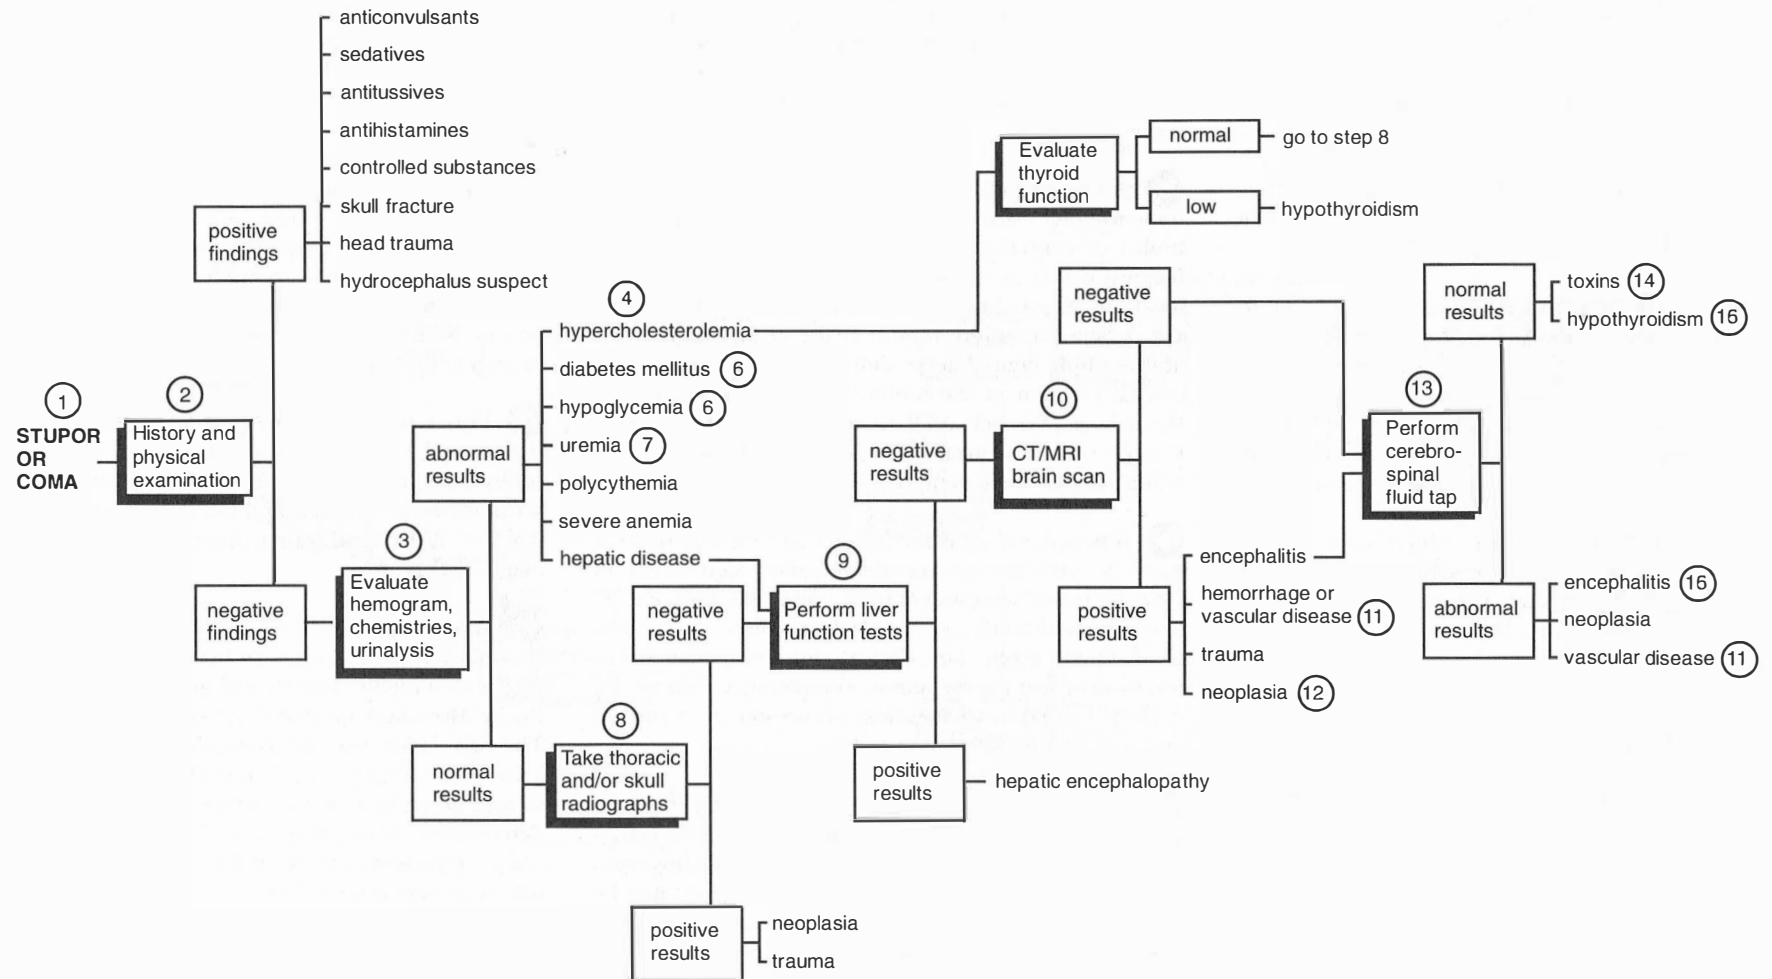 anticonvulsants
sedatives
antitussives
antihistamines
controlled substances
skull fracture
head trauma
hydrocephalus suspect
positive
findings
1
STUPOR
OR
COMA
2
History and
physical
examination
negative
findings
3
Evaluate
hemogram,
chemistries,
urinalysis
abnormal
results
4
hypercholesterolemia
diabetes mellitus 6
hypoglycemia 6
uremia 7
polycythemia
severe anemia
hepatic disease
Evaluate
thyroid
function
normal
go to step 8
low
hypothyroidism
normal
results
8
Take thoracic
and/or skull
radiographs
negative
results
positive
results
neoplasia
trauma
9
Perform liver
function tests
negative
results
positive
results
hepatic encephalopathy
10
CT/MRI
brain scan
negative
results
positive
results
encephalitis
hemorrhage or
vascular disease 11
trauma
neoplasia 12
13
Perform
cerebro-
spinal
fluid tap
normal
results
toxins 14
hypothyroidism 16
abnormal
results
encephalitis 16
neoplasia
vascular disease 11